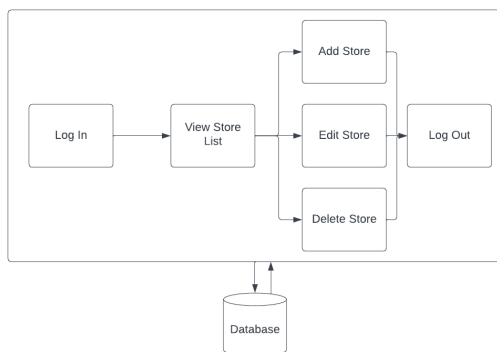 Log In
View Store
List
Add Store
Edit Store
Delete Store
Log Out
Database